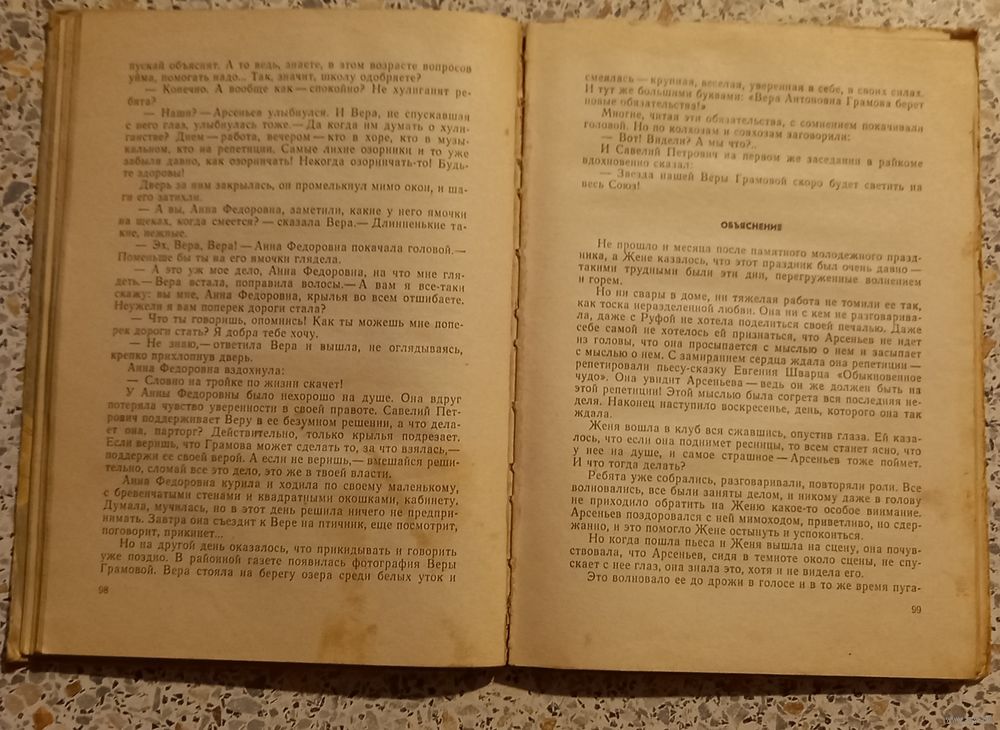 пускай объяснят. А то ведь, знаете, в этом возрасте вопросов
уйма, помогать надо... Так, значит, школу одобряете?
— Конечно. А вообще как — спокойно? Не хулиганят ре-
бята?
— Наши? — Арсеньев улыбнулся. И Вера, не спускавшая
с него глаз, улыбнулась тоже. — Да когда им думать о хули-
ганстве? Днем — работа, вечером — кто в хоре, кто в музы-
кальном, кто на репетиции. Самые лихие озорники и то уже
забыли давно, как озорничать! Некогда озорничать-то! Будь-
те здоровы!
Дверь за ним закрылась, он промелькнул мимо окон, и ша-
ги его затихли.
— А вы, Анна Федоровна, заметили, какие у него ямочки
на щеках, когда смеется? — сказала Вера. — Длинненькие та-
кие, нежные.
— Эх, Вера, Вера! — Анна Федоровна покачала головой. —
Поменьше бы ты на его ямочки глядела.
— А это уж мое дело, Анна Федоровна, на что мне гля-
деть. — Вера встала, поправила волосы. — А вам я все-таки
скажу: вы мне, Анна Федоровна, крылья во всем отшибаете.
Неужели я вам поперек дороги стала?
— Что ты говоришь, опомнись! Как ты можешь мне попе-
рек дороги стать? Я добра тебе хочу.
— Не знаю, — ответила Вера и вышла, не оглядываясь,
крепко прихлопнув дверь.
Анна Федоровна вздохнула:
— Словно на тройке по жизни скачет!
У Анны Федоровны было нехорошо на душе. Она вдруг
потеряла чувство уверенности в своей правоте. Савелий Пет-
рович поддерживает Веру в ее безумном решении, а что дела-
ет она, парторг? Действительно, только крылья подрезает.
Если веришь, что Грамова может сделать то, за что взялась, —
поддержи ее своей верой. А если не веришь, — вмешайся реши-
тельно, сломай все это дело, это же в твоей власти.
Анна Федоровна курила и ходила по своему маленькому,
с бревенчатыми стенами и квадратными окошками, кабинету.
Думала, мучилась, но в этот день решила ничего не предпри-
нимать. Завтра она съездит к Вере на птичник, еще посмотрит,
поговорит, прикинет...
Но на другой день оказалось, что прикидывать и говорить
уже поздно. В районной газете появилась фотография Веры
Грамовой. Вера стояла на берегу озера среди белых уток и
98
смеялась — крупная, веселая, уверенная в себе, в своих силах.
И тут же большими буквами: «Вера Антоновна Грамова берет
новые обязательства!»
Многие, читая эти обязательства, с сомнением покачивали
головой. Но по колхозам и совхозам заговорили:
— Вот! Видели? А мы что?..
И Савелий Петрович на первом же заседании в райкоме
вдохновенно сказал:
— Звезда нашей Веры Грамовой скоро будет светить на
весь Союз!
ОБЪЯСНЕНИЕ
Не прошло и месяца после памятного молодежного празд-
ника, а Жене казалось, что этот праздник был очень давно —
такими трудными были эти дни, перегруженные волнением
и горем.
Но ни свары в доме, ни тяжелая работа не томили ее так,
как тоска неразделенной любви. Она ни с кем не разговарива-
ла, даже с Руфой не хотела поделиться своей печалью. Даже
себе самой не хотелось ей признаться, что Арсеньев не идет
из головы, что она просыпается с мыслью о нем и засыпает
с мыслью о нем. С замиранием сердца ждала она репетиции —
репетировали пьесу-сказку Евгения Шварца «Обыкновенное
чудо». Она увидит Арсеньева — ведь он же должен быть на
этой репетиции! Этой мыслью была согрета вся последняя не-
деля. Наконец наступило воскресенье, день, которого она так
ждала.
Женя вошла в клуб вся сжавшись, опустив глаза. Ей каза-
лось, что если она поднимет ресницы, то всем станет ясно, что
у нее на душе, и самое страшное — Арсеньев тоже поймет.
И что тогда делать?
Ребята уже собрались, разговаривали, повторяли роли. Все
волновались, все были заняты делом, и никому даже в голову
не приходило обратить на Женю какое-то особое внимание.
Арсеньев поздоровался с ней мимоходом, приветливо, но сдер-
жанно, и это помогло Жене остынуть и успокоиться.
Но когда пошла пьеса и Женя вышла на сцену, она почув-
ствовала, что Арсеньев, сидя в темноте около сцены, не спу-
скает с нее глаз, она знала это, хотя и не видела его.
Это волновало ее до дрожи в голосе и в то же время пуга-
99